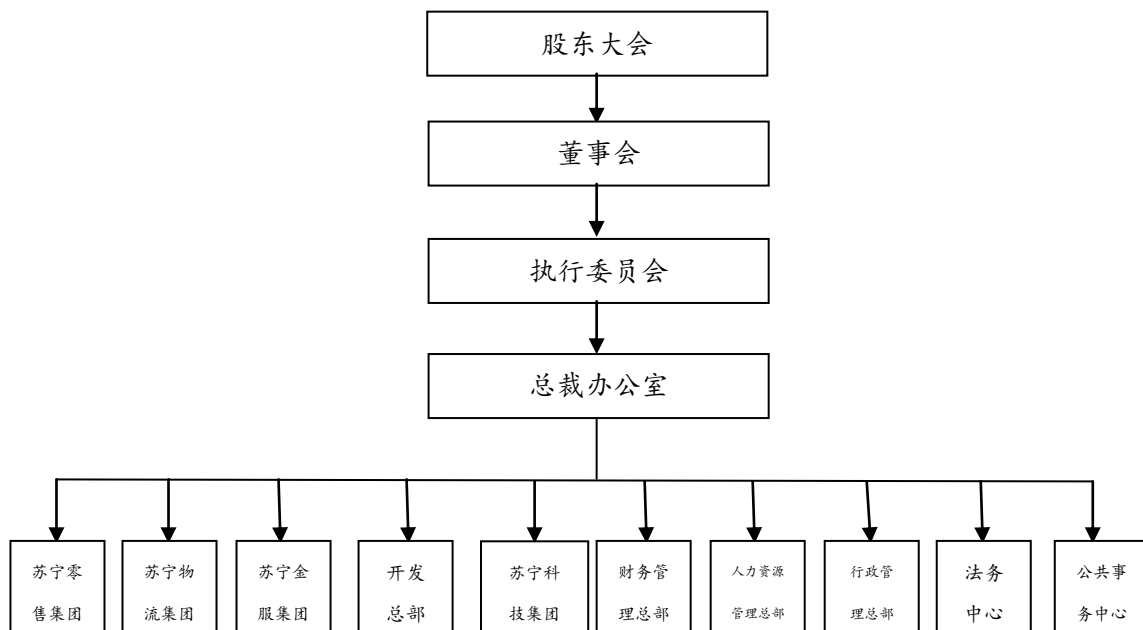 股东大会
董事会
执行委员会
总裁办公室
苏宁零
售集团
苏宁物
流集团
苏宁金
服集团
开发
总部
苏宁科
技集团
财务管
理总部
人力资源
管理总部
行政管
理总部
法务
中心
公共事
务中心